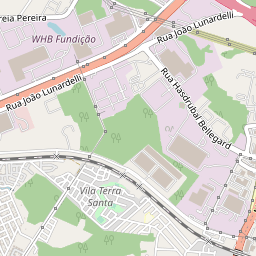 reia Pereira
WHB Fundição
Rua João Lunardelli
Rua João Lunardelli
Rua Hasdrubal Bellegard
Vila Terra
Santa